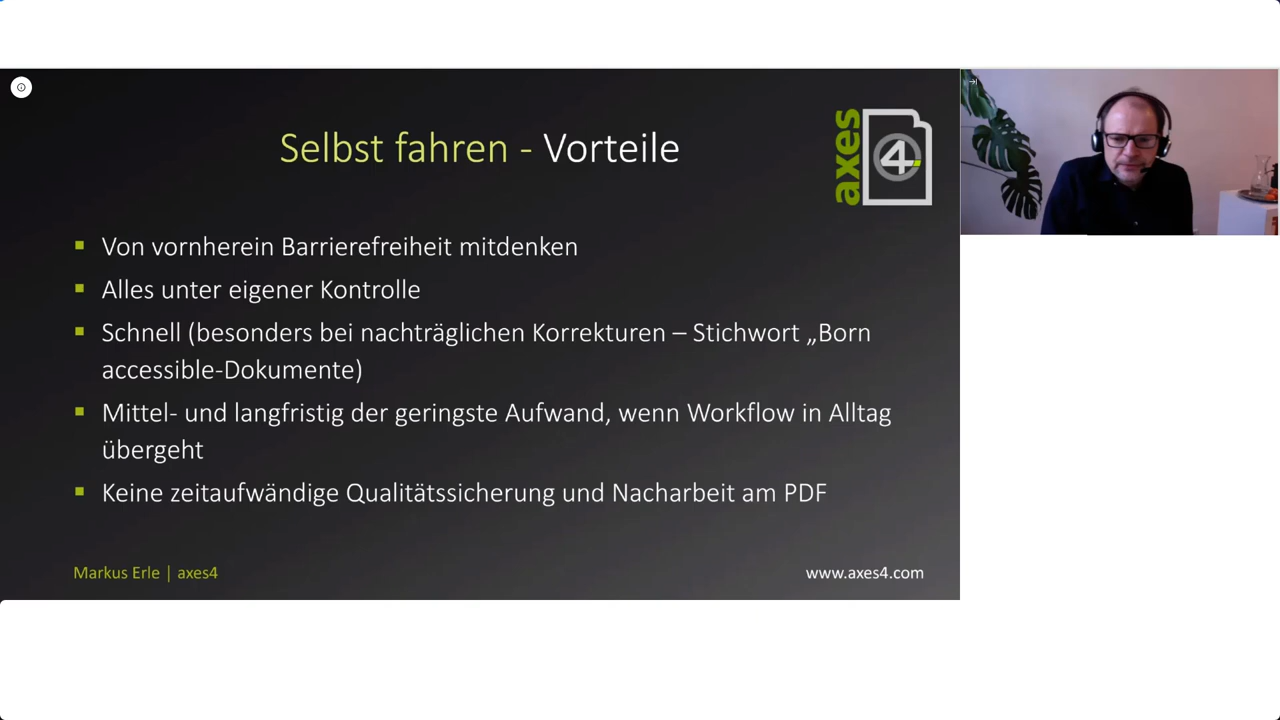 Selbst fahren - Vorteile
axes
4
▪ Von vornherein Barrierefreiheit mitdenken
▪ Alles unter eigener Kontrolle
▪ Schnell (besonders bei nachträglichen Korrekturen – Stichwort „Born
accessible-Dokumente)
▪ Mittel- und langfristig der geringste Aufwand, wenn Workflow in Alltag
übergeht
▪ Keine zeitaufwändige Qualitätssicherung und Nacharbeit am PDF
Markus Erle | axes4
www.axes4.com